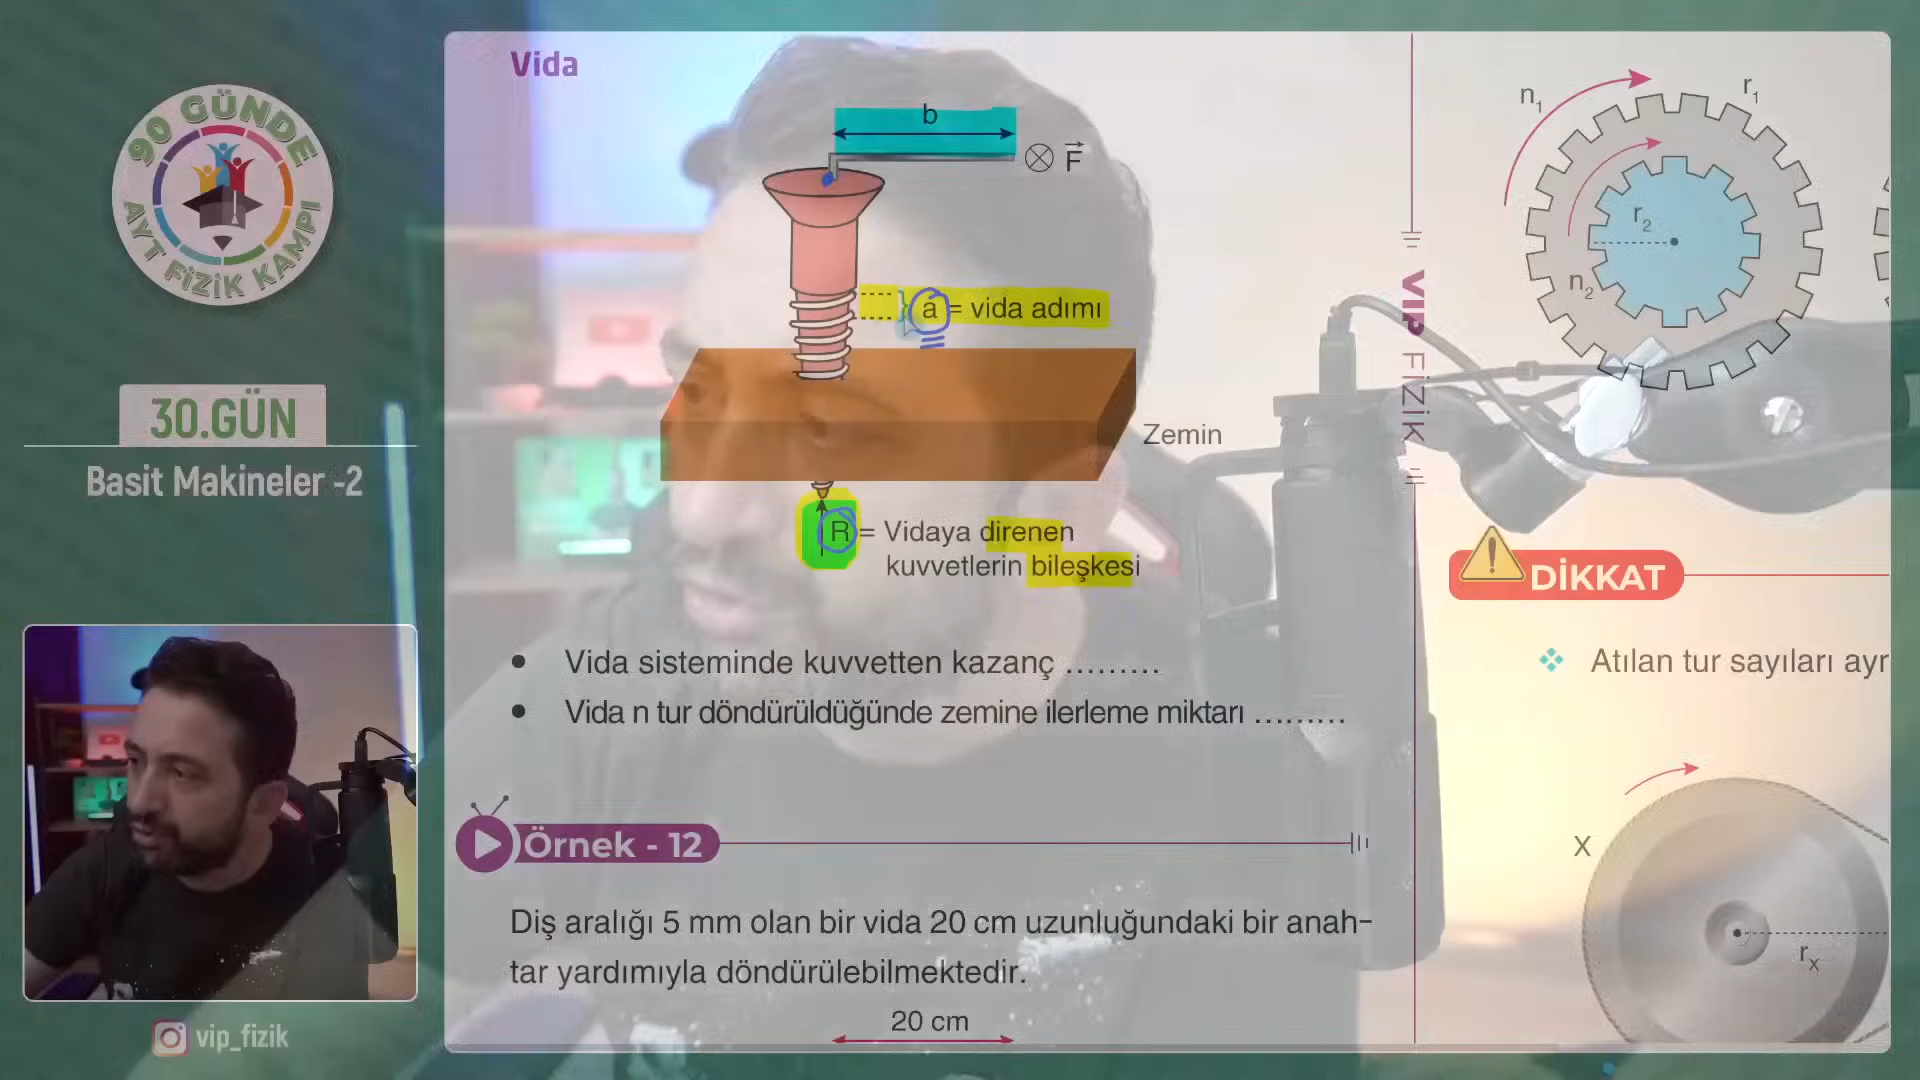 90 GÜNDE
AYT FİZİK KAMPI
30.GÜN
Basit Makineler -2
vip_fizik
Vida
b
F
a = vida adımı
Zemin
R = Vidaya direnen
kuvvetlerin bileşkesi
• Vida sisteminde kuvvetten kazanç .........
• Vida n tur döndürüldüğünde zemine ilerleme miktarı .........
Örnek - 12
Diş aralığı 5 mm olan bir vida 20 cm uzunluğundaki bir anah-
tar yardımıyla döndürülebilmektedir.
20 cm
VIP FİZİK
n1
r1
r2
n2
DİKKAT
Atılan tur sayıları ayr
X
rX